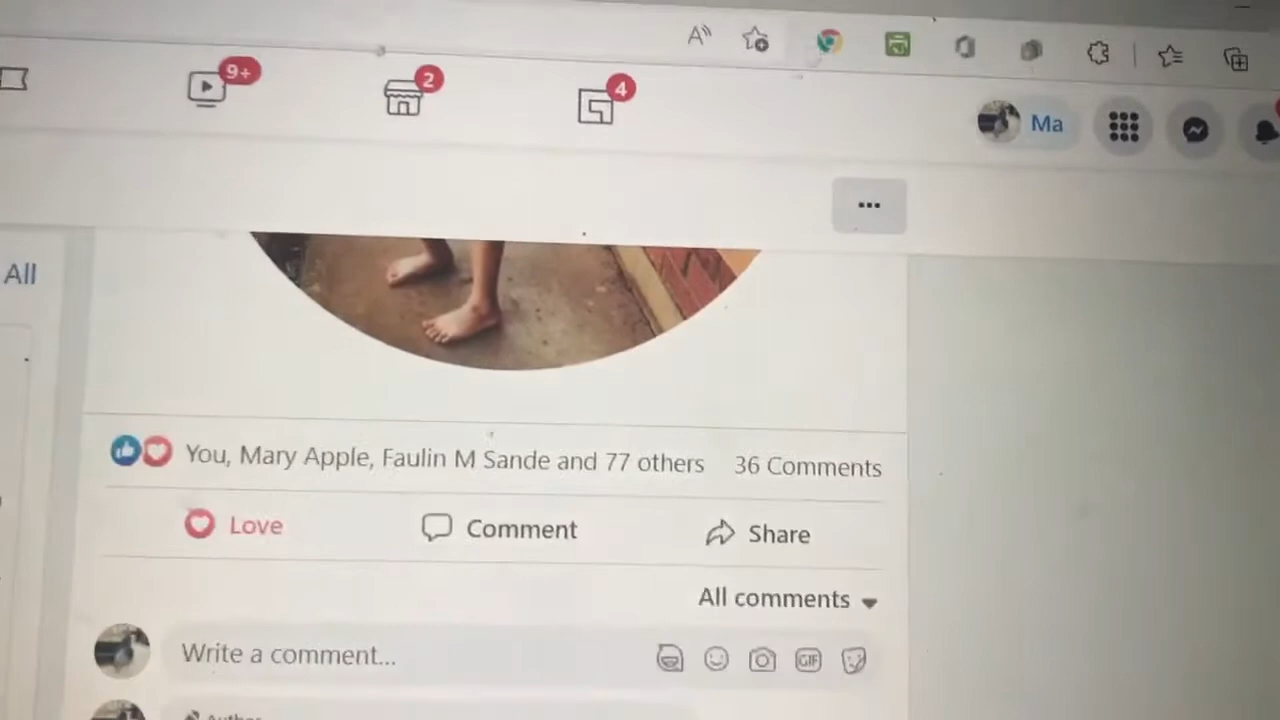 9+
2
4
Ma
All
You, Mary Apple, Faulin M Sande and 77 others 36 Comments
Love Comment Share
All comments
Write a comment...
GIF
Author